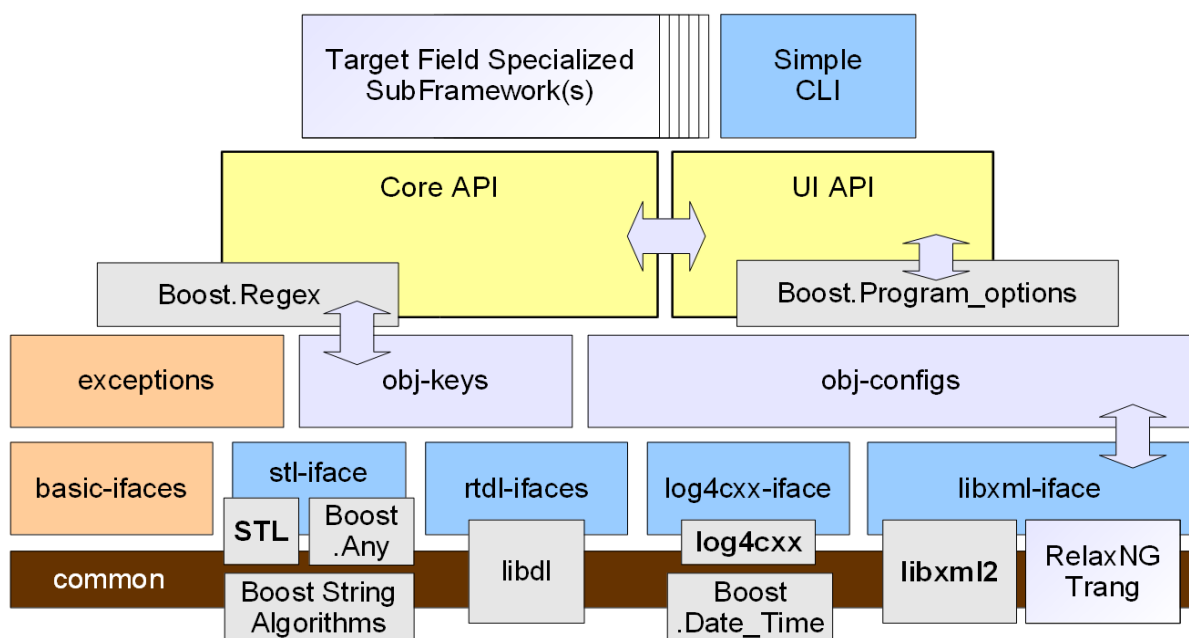 Target Field Specialized
SubFramework(s)
Simple
CLI
Core API
UI API
Boost.Regex
Boost.Program_options
exceptions
obj-keys
obj-configs
basic-ifaces
stl-iface
rtdl-ifaces
log4cxx-iface
libxml-iface
STL
Boost
.Any
log4cxx
common
libdl
libxml2
RelaxNG
Trang
Boost String
Algorithms
Boost
.Date_Time